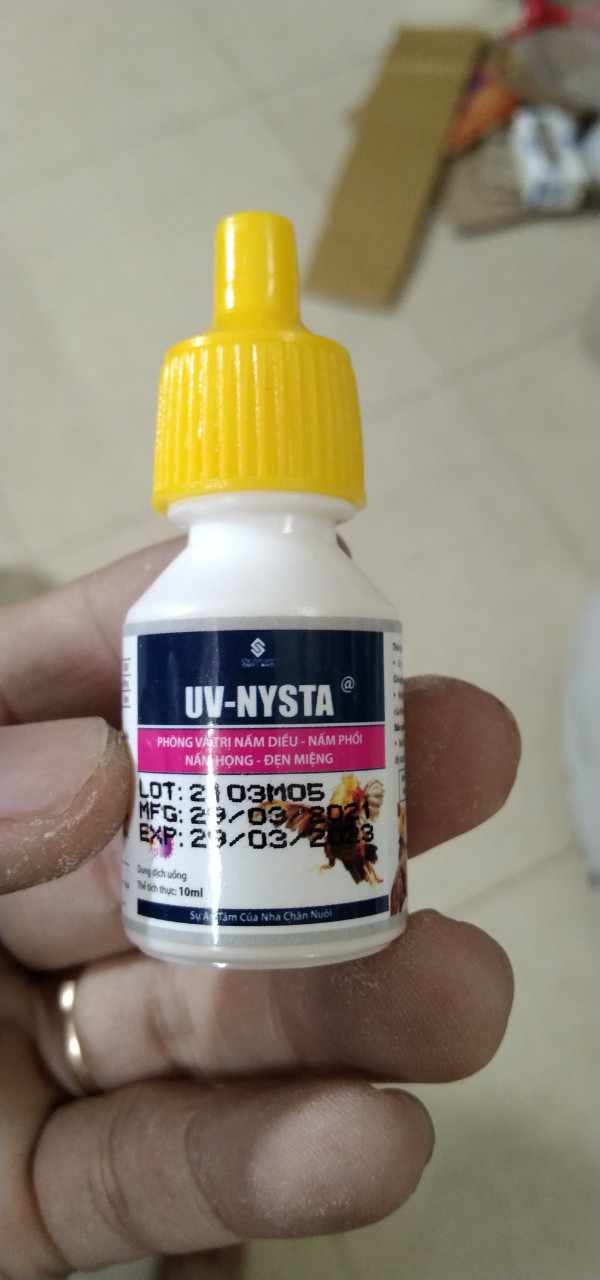 UV-NYSTA @
PHÒNG VÀ TRỊ NẤM DIỀU - NẤM PHỔI
NẤM HỌNG - ĐẸN MIỆNG
LOT: 2103M05
MFG: 29/03/2021
EXP: 29/03/2023
Dung dịch uống
Thể tích thực: 10ml
Sự An Tâm Của Nhà Chăn Nuôi